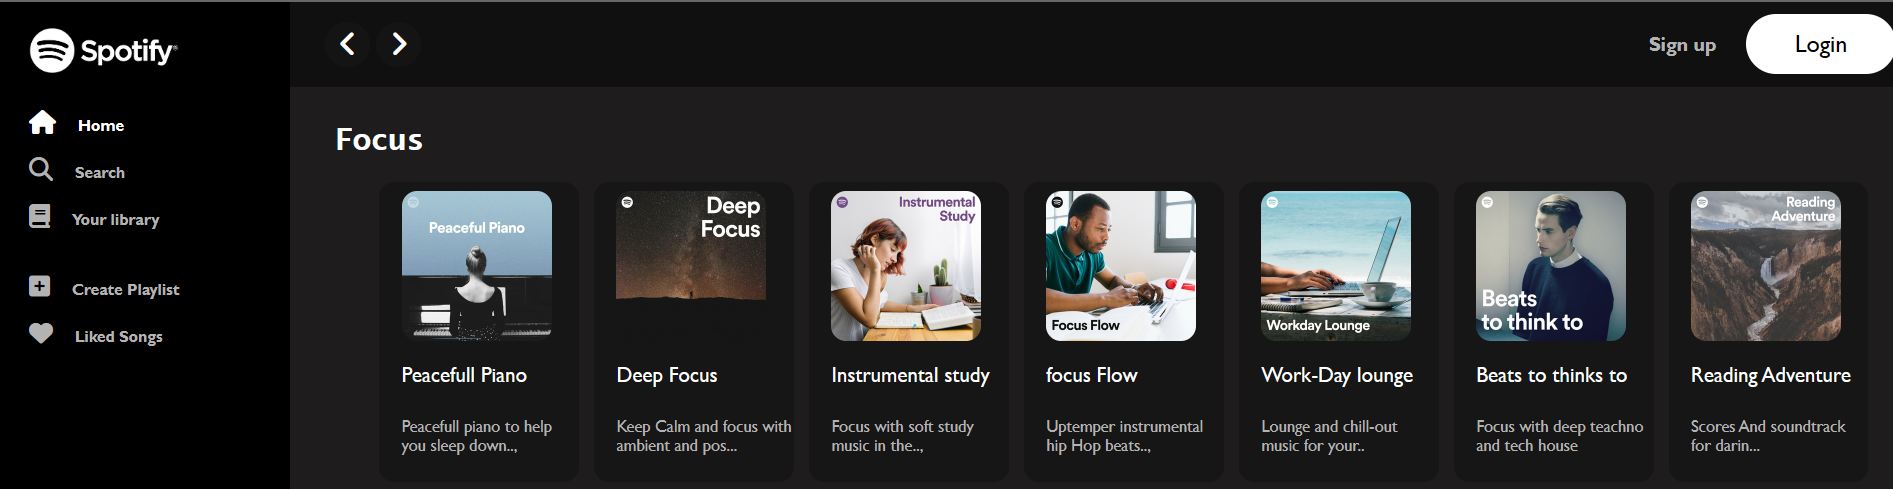 Spotify
Sign up
Login
Home
Search
Your library
Create Playlist
Liked Songs
Focus
Peaceful Piano
Peacefull Piano
Peacefull piano to help
you sleep down..,
Deep
Focus
Deep Focus
Keep Calm and focus with
ambient and pos...
Instrumental
Study
Instrumental study
Focus with soft study
music in the..,
Focus Flow
focus Flow
Uptemper instrumental
hip Hop beats..,
Workday Lounge
Work-Day lounge
Lounge and chill-out
music for your..
Beats
to think to
Beats to thinks to
Focus with deep teachno
and tech house
Reading
Adventure
Reading Adventure
Scores And soundtrack
for darin...